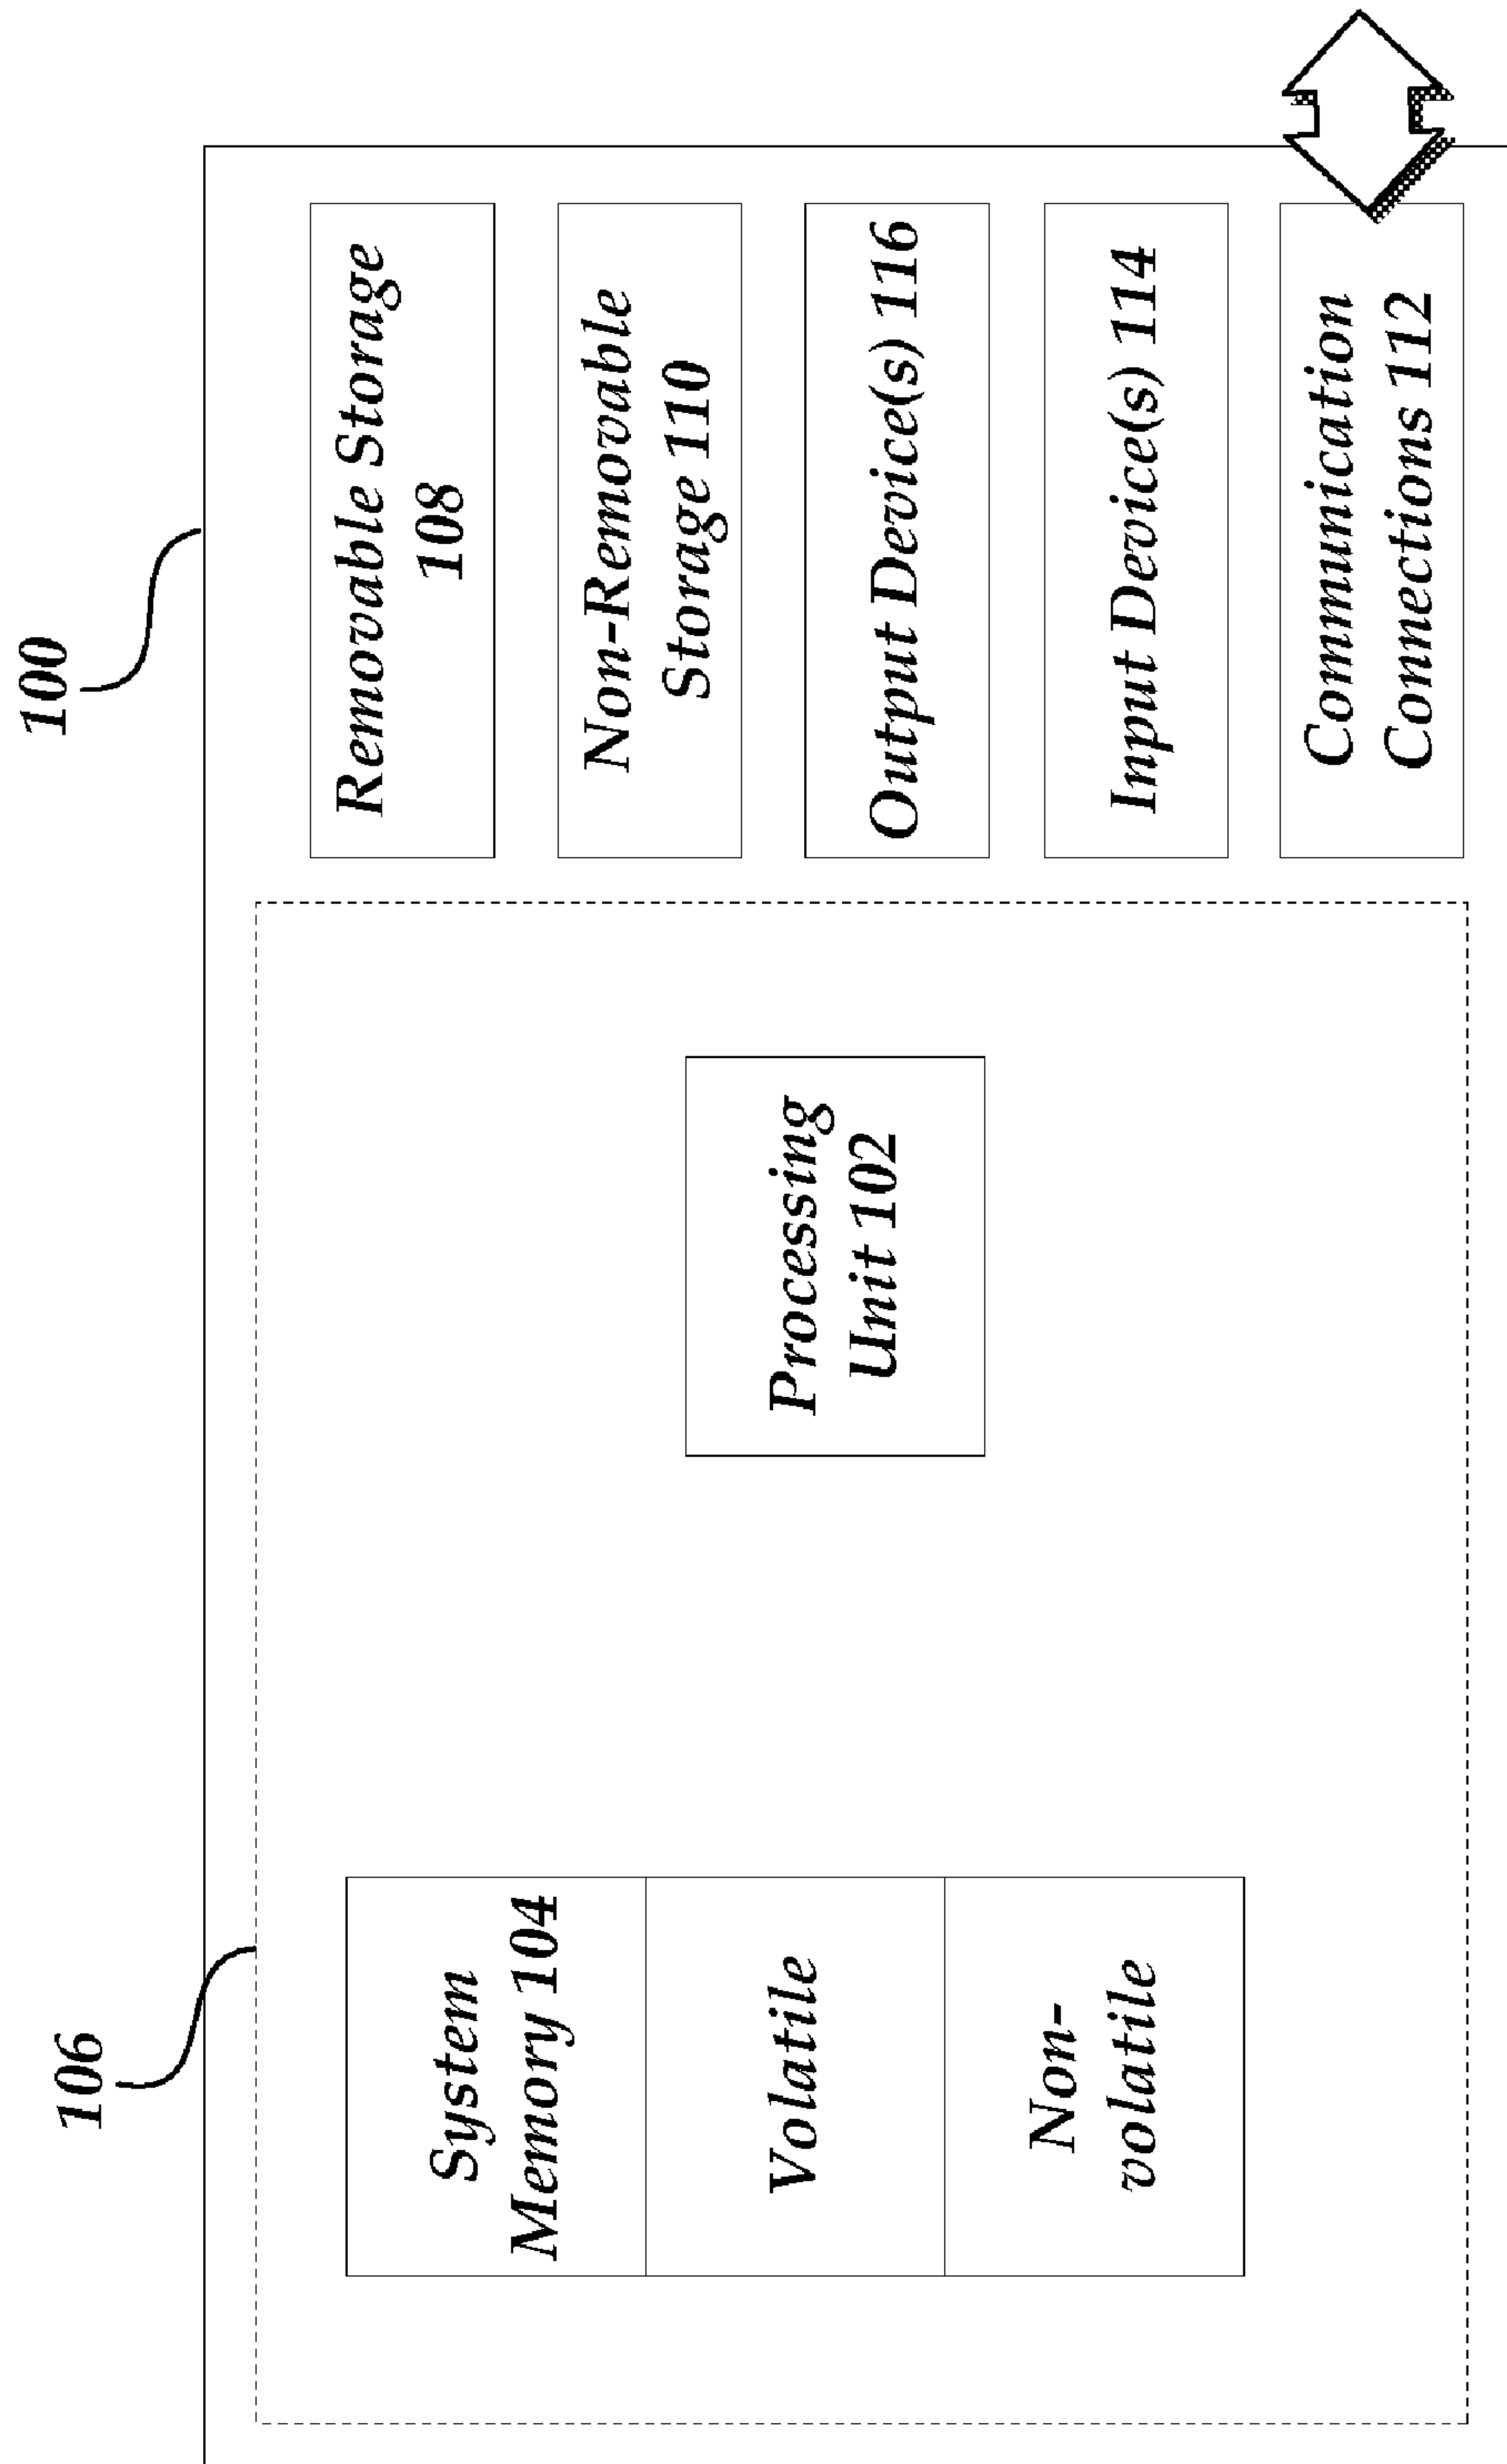 100
106
System
Memory 104
Volatile
Non-
volatile
Processing
Unit 102
Removable Storage
108
Non-Removable
Storage 110
Output Device(s) 116
Input Device(s) 114
Communication
Connections 112